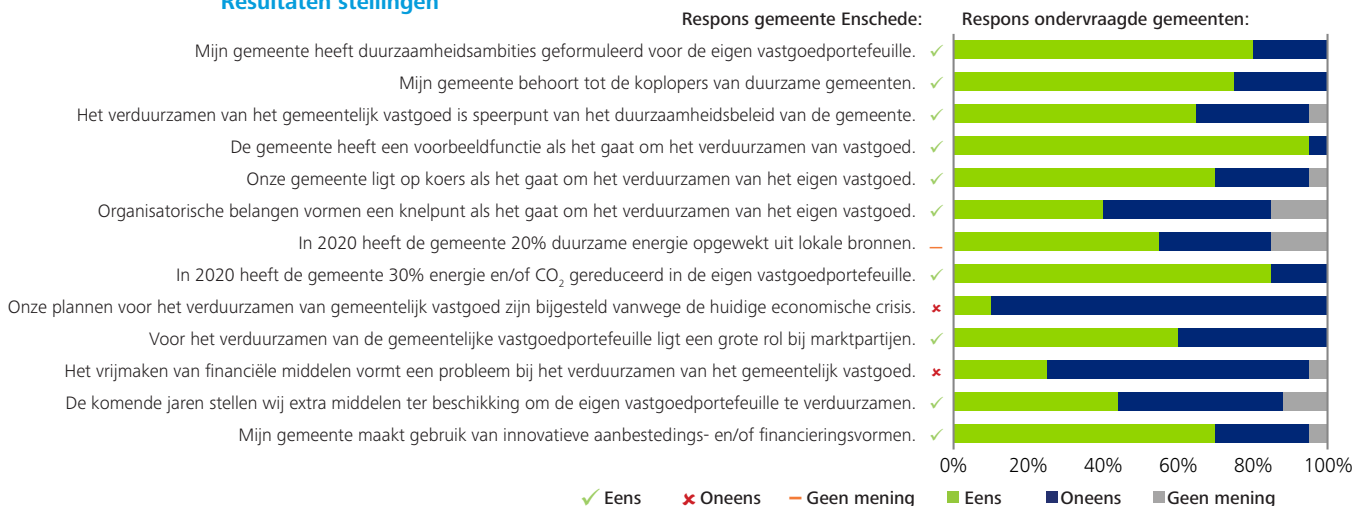 Resultaten stellingen
Respons gemeente Enschede: Respons ondervraagde gemeenten:
Mijn gemeente heeft duurzaamheidsambities geformuleerd voor de eigen vastgoedportefeuille. ✓
Mijn gemeente behoort tot de koplopers van duurzame gemeenten. ✓
Het verduurzamen van het gemeentelijk vastgoed is speerpunt van het duurzaamheidsbeleid van de gemeente. ✓
De gemeente heeft een voorbeeldfunctie als het gaat om het verduurzamen van vastgoed. ✓
Onze gemeente ligt op koers als het gaat om het verduurzamen van het eigen vastgoed. ✓
Organisatorische belangen vormen een knelpunt als het gaat om het verduurzamen van het eigen vastgoed. ✓
In 2020 heeft de gemeente 20% duurzame energie opgewekt uit lokale bronnen. –
In 2020 heeft de gemeente 30% energie en/of CO₂ gereduceerd in de eigen vastgoedportefeuille. ✓
Onze plannen voor het verduurzamen van gemeentelijk vastgoed zijn bijgesteld vanwege de huidige economische crisis. ✗
Voor het verduurzamen van de gemeentelijke vastgoedportefeuille ligt een grote rol bij marktpartijen. ✓
Het vrijmaken van financiële middelen vormt een probleem bij het verduurzamen van het gemeentelijk vastgoed. ✗
De komende jaren stellen wij extra middelen ter beschikking om de eigen vastgoedportefeuille te verduurzamen. ✓
Mijn gemeente maakt gebruik van innovatieve aanbestedings- en/of financieringsvormen. ✓
0% 20% 40% 60% 80% 100%
✓ Eens ✗ Oneens – Geen mening Eens Oneens Geen mening